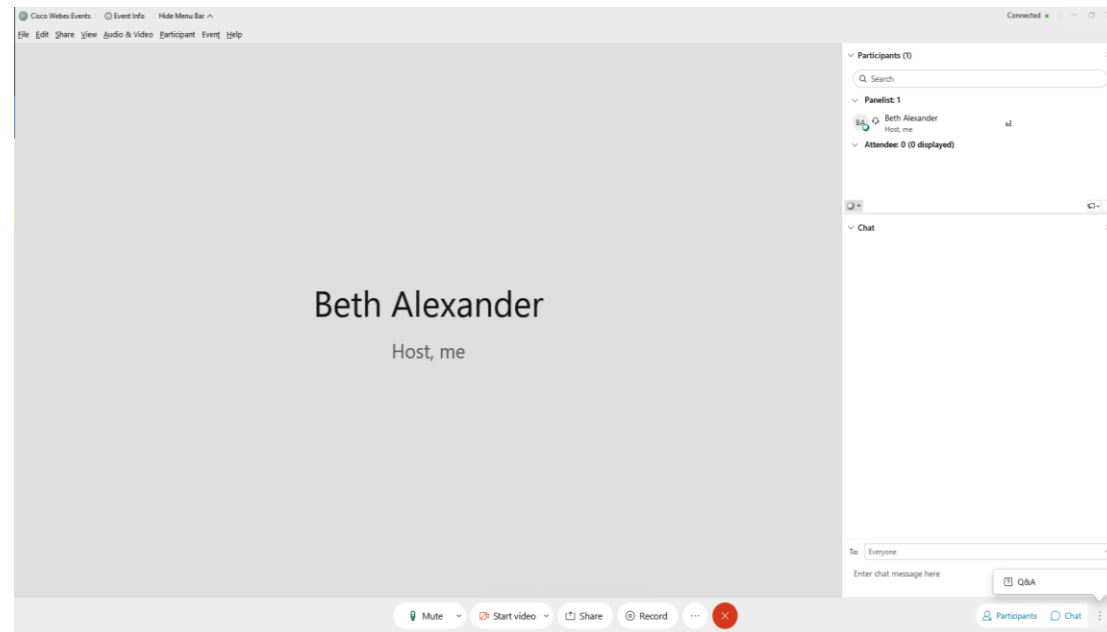 Cisco Webex Events Event Info Hide Menu Bar Connected
File Edit Share View Audio & Video Participant Event Help
Participants (1)
Search
Panelist: 1
BA Beth Alexander
Host, me
Attendee: 0 (0 displayed)
Chat
Beth Alexander
Host, me
To: Everyone
Enter chat message here
Q&A
Mute Start video Share Record ... Participants Chat